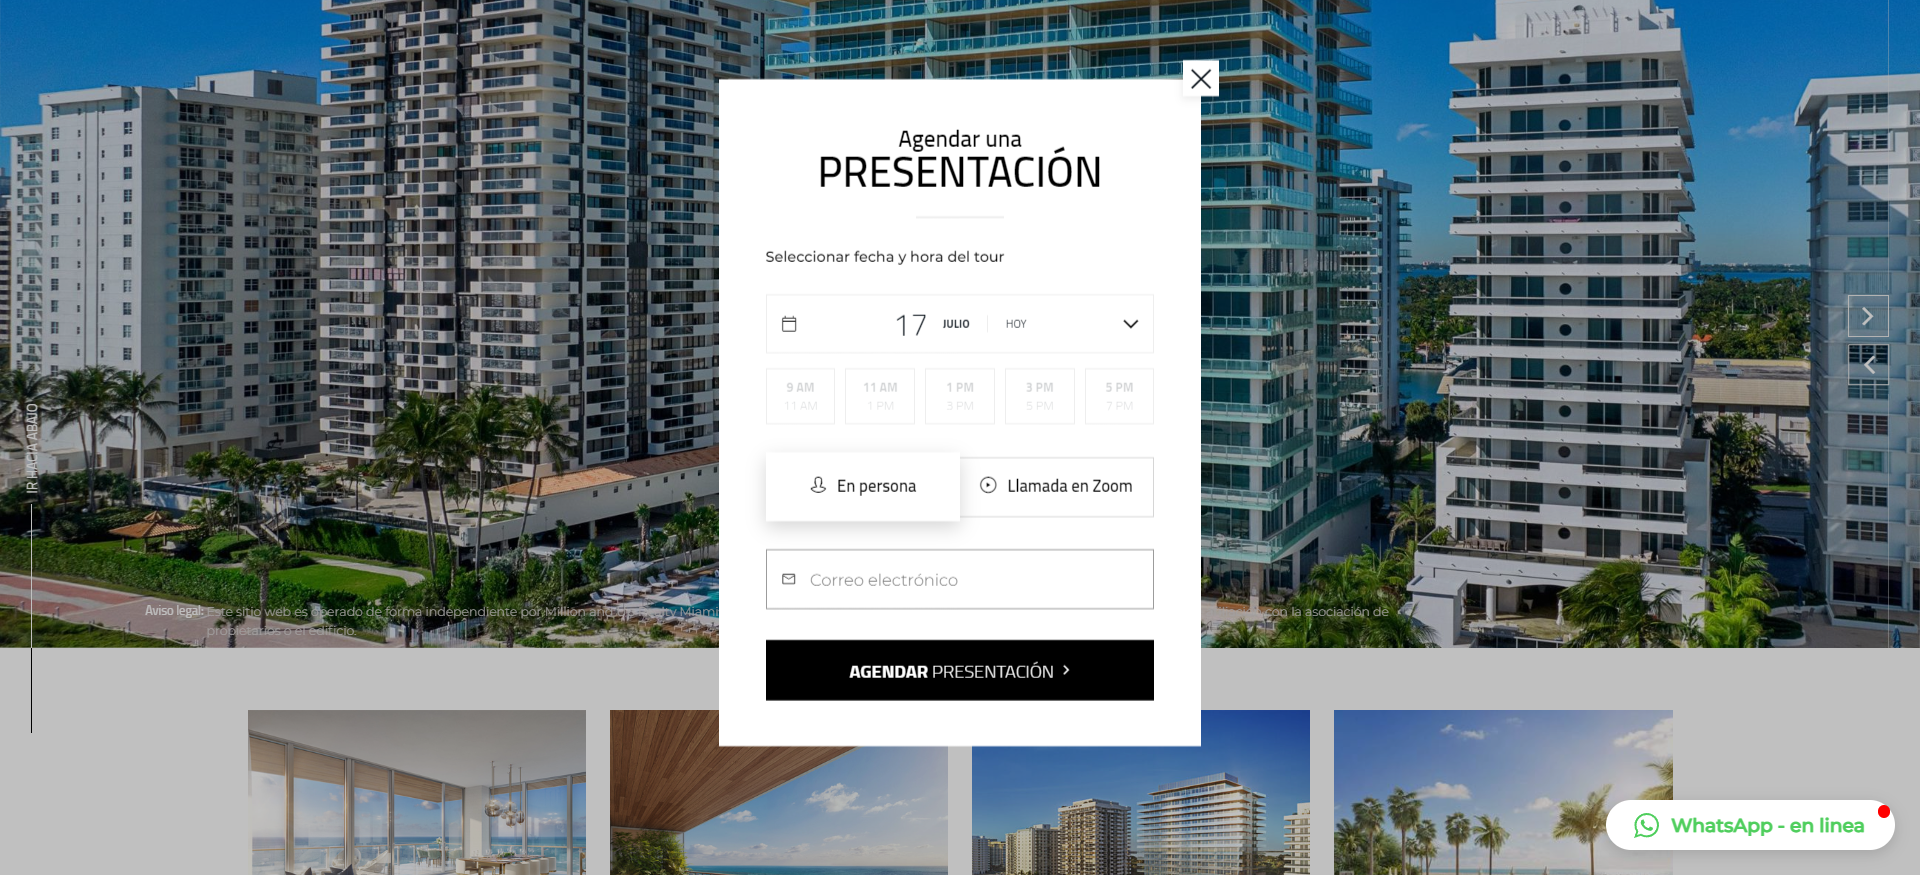 Agendar una
PRESENTACIÓN
Seleccionar fecha y hora del tour
17 JULIO HOY
9 AM 11 AM 1 PM 3 PM 5 PM
11 AM 1 PM 3 PM 5 PM 7 PM
En persona Llamada en Zoom
Correo electrónico
AGENDAR PRESENTACIÓN
IR HACIA ABAJO
Aviso legal: Este sitio web es operado de forma independiente por Million and
con la asociación de
propietarios o el edificio.
WhatsApp - en linea